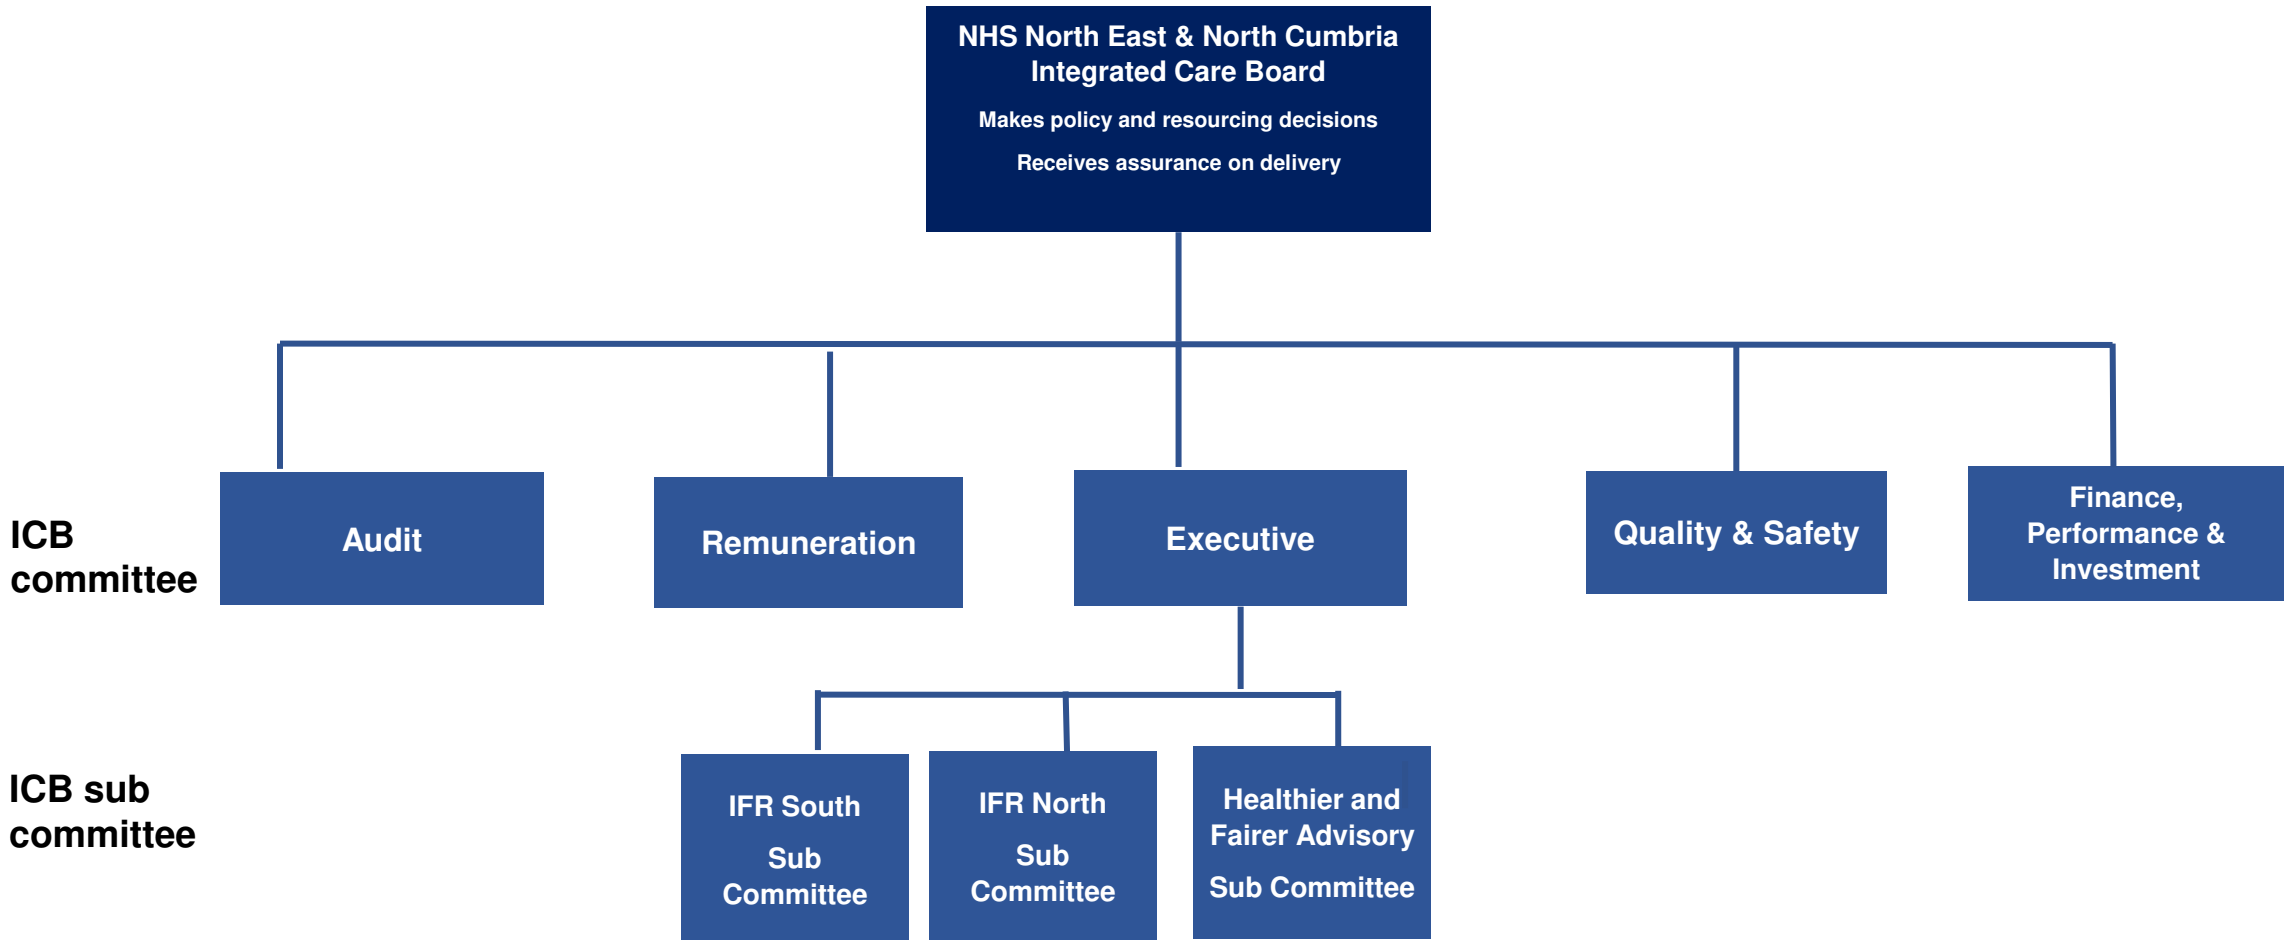 NHS North East & North Cumbria
Integrated Care Board
Makes policy and resourcing decisions
Receives assurance on delivery
ICB
committee
Audit
Remuneration
Executive
Quality & Safety
Finance,
Performance &
Investment
ICB sub
committee
IFR South
Sub
Committee
IFR North
Sub
Committee
Healthier and
Fairer Advisory
Sub Committee